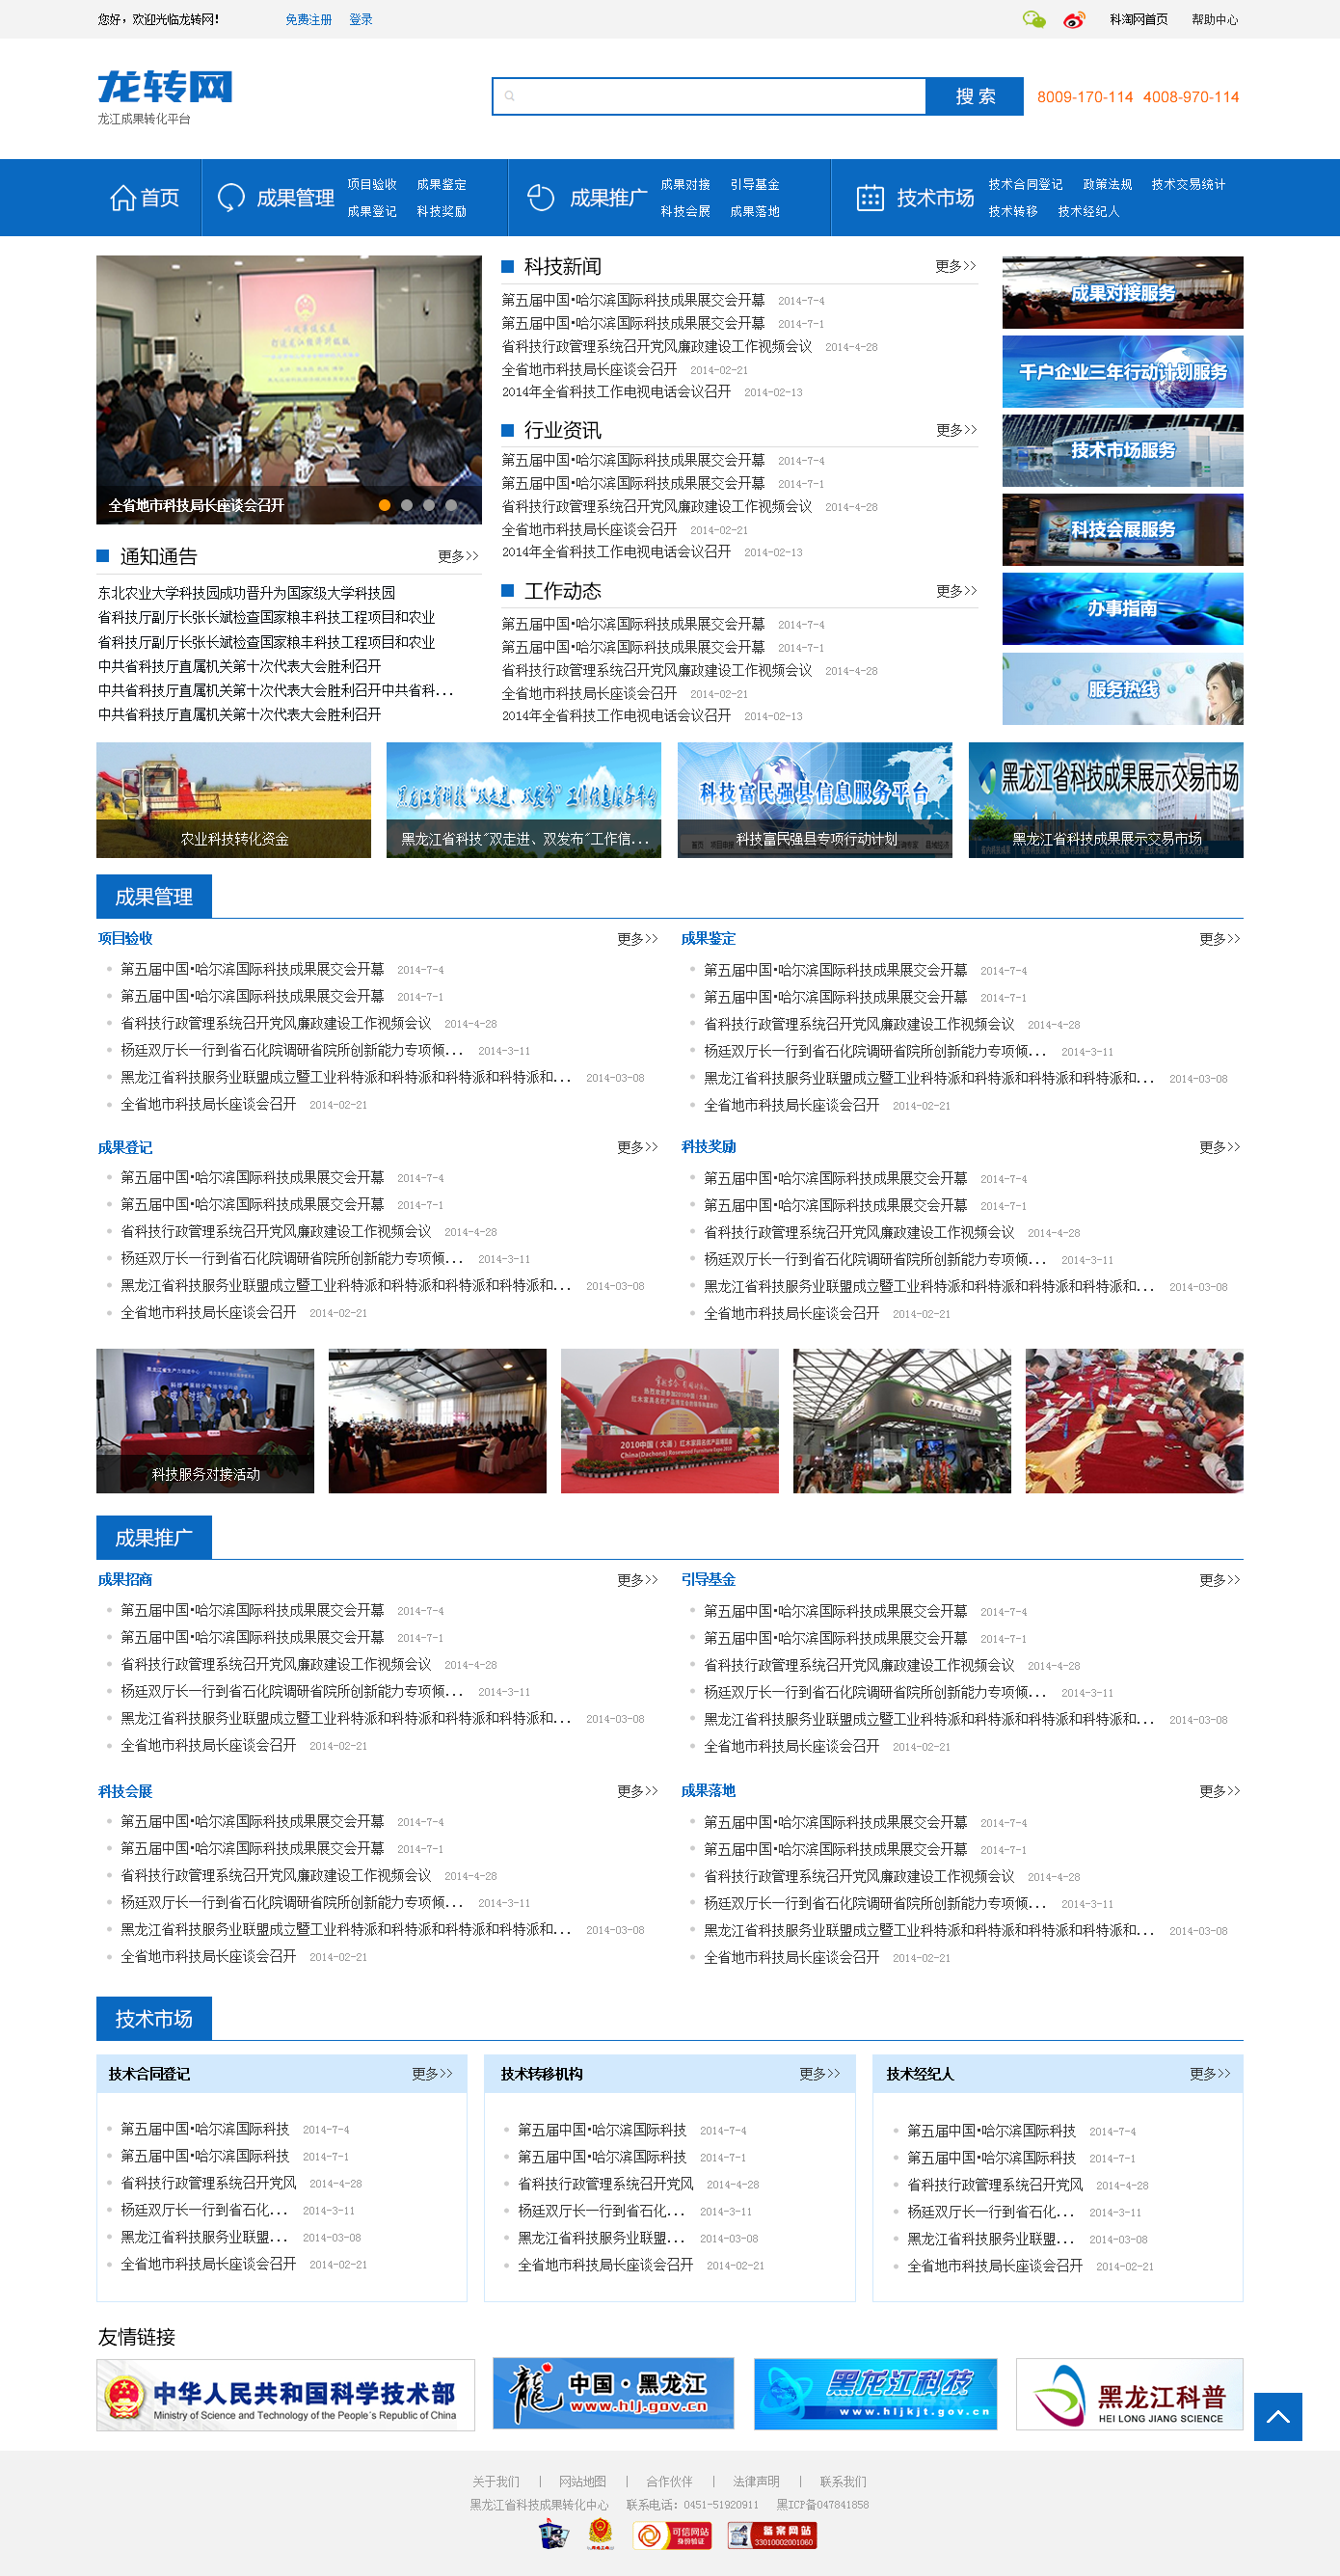 您好，欢迎光临龙转网！ 免费注册 登录 科淘网首页 帮助中心
龙转网
龙江成果转化平台
搜 索
8009-170-114 4008-970-114
首页
成果管理
项目验收 成果鉴定
成果登记 科技奖励
成果推广
成果对接 引导基金
科技会展 成果落地
技术市场
技术合同登记 政策法规 技术交易统计
技术转移 技术经纪人
全省地市科技局长座谈会召开
通知通告 更多>>
东北农业大学科技园成功晋升为国家级大学科技园
省科技厅副厅长张长斌检查国家粮丰科技工程项目和农业
省科技厅副厅长张长斌检查国家粮丰科技工程项目和农业
中共省科技厅直属机关第十次代表大会胜利召开
中共省科技厅直属机关第十次代表大会胜利召开中共省科...
中共省科技厅直属机关第十次代表大会胜利召开
科技新闻 更多>>
第五届中国•哈尔滨国际科技成果展交会开幕 2014-7-4
第五届中国•哈尔滨国际科技成果展交会开幕 2014-7-1
省科技行政管理系统召开党风廉政建设工作视频会议 2014-4-28
全省地市科技局长座谈会召开 2014-02-21
2014年全省科技工作电视电话会议召开 2014-02-13
行业资讯 更多>>
第五届中国•哈尔滨国际科技成果展交会开幕 2014-7-4
第五届中国•哈尔滨国际科技成果展交会开幕 2014-7-1
省科技行政管理系统召开党风廉政建设工作视频会议 2014-4-28
全省地市科技局长座谈会召开 2014-02-21
2014年全省科技工作电视电话会议召开 2014-02-13
工作动态 更多>>
第五届中国•哈尔滨国际科技成果展交会开幕 2014-7-4
第五届中国•哈尔滨国际科技成果展交会开幕 2014-7-1
省科技行政管理系统召开党风廉政建设工作视频会议 2014-4-28
全省地市科技局长座谈会召开 2014-02-21
2014年全省科技工作电视电话会议召开 2014-02-13
成果对接服务
千户企业三年行动计划服务
技术市场服务
科技会展服务
办事指南
服务热线
农业科技转化资金
黑龙江省科技“双走进、双发布”工作信息服务平台
黑龙江省科技"双走进、双发布"工作信...
科技富民强县信息服务平台
科技富民强县专项行动计划
黑龙江省科技成果展示交易市场
黑龙江省科技成果展示交易市场
成果管理
项目验收 更多>>
第五届中国•哈尔滨国际科技成果展交会开幕 2014-7-4
第五届中国•哈尔滨国际科技成果展交会开幕 2014-7-1
省科技行政管理系统召开党风廉政建设工作视频会议 2014-4-28
杨廷双厅长一行到省石化院调研省院所创新能力专项倾... 2014-3-11
黑龙江省科技服务业联盟成立暨工业科特派和科特派和科特派和科特派和... 2014-03-08
全省地市科技局长座谈会召开 2014-02-21
成果鉴定 更多>>
第五届中国•哈尔滨国际科技成果展交会开幕 2014-7-4
第五届中国•哈尔滨国际科技成果展交会开幕 2014-7-1
省科技行政管理系统召开党风廉政建设工作视频会议 2014-4-28
杨廷双厅长一行到省石化院调研省院所创新能力专项倾... 2014-3-11
黑龙江省科技服务业联盟成立暨工业科特派和科特派和科特派和科特派和... 2014-03-08
全省地市科技局长座谈会召开 2014-02-21
成果登记 更多>>
第五届中国•哈尔滨国际科技成果展交会开幕 2014-7-4
第五届中国•哈尔滨国际科技成果展交会开幕 2014-7-1
省科技行政管理系统召开党风廉政建设工作视频会议 2014-4-28
杨廷双厅长一行到省石化院调研省院所创新能力专项倾... 2014-3-11
黑龙江省科技服务业联盟成立暨工业科特派和科特派和科特派和科特派和... 2014-03-08
全省地市科技局长座谈会召开 2014-02-21
科技奖励 更多>>
第五届中国•哈尔滨国际科技成果展交会开幕 2014-7-4
第五届中国•哈尔滨国际科技成果展交会开幕 2014-7-1
省科技行政管理系统召开党风廉政建设工作视频会议 2014-4-28
杨廷双厅长一行到省石化院调研省院所创新能力专项倾... 2014-3-11
黑龙江省科技服务业联盟成立暨工业科特派和科特派和科特派和科特派和... 2014-03-08
全省地市科技局长座谈会召开 2014-02-21
科技服务对接活动
2010中国（大涌）红木家具名优产品博览会
China(Dachong) Rosewood Furniture Expo 2010
MERIDA
成果推广
成果招商 更多>>
第五届中国•哈尔滨国际科技成果展交会开幕 2014-7-4
第五届中国•哈尔滨国际科技成果展交会开幕 2014-7-1
省科技行政管理系统召开党风廉政建设工作视频会议 2014-4-28
杨廷双厅长一行到省石化院调研省院所创新能力专项倾... 2014-3-11
黑龙江省科技服务业联盟成立暨工业科特派和科特派和科特派和科特派和... 2014-03-08
全省地市科技局长座谈会召开 2014-02-21
引导基金 更多>>
第五届中国•哈尔滨国际科技成果展交会开幕 2014-7-4
第五届中国•哈尔滨国际科技成果展交会开幕 2014-7-1
省科技行政管理系统召开党风廉政建设工作视频会议 2014-4-28
杨廷双厅长一行到省石化院调研省院所创新能力专项倾... 2014-3-11
黑龙江省科技服务业联盟成立暨工业科特派和科特派和科特派和科特派和... 2014-03-08
全省地市科技局长座谈会召开 2014-02-21
科技会展 更多>>
第五届中国•哈尔滨国际科技成果展交会开幕 2014-7-4
第五届中国•哈尔滨国际科技成果展交会开幕 2014-7-1
省科技行政管理系统召开党风廉政建设工作视频会议 2014-4-28
杨廷双厅长一行到省石化院调研省院所创新能力专项倾... 2014-3-11
黑龙江省科技服务业联盟成立暨工业科特派和科特派和科特派和科特派和... 2014-03-08
全省地市科技局长座谈会召开 2014-02-21
成果落地 更多>>
第五届中国•哈尔滨国际科技成果展交会开幕 2014-7-4
第五届中国•哈尔滨国际科技成果展交会开幕 2014-7-1
省科技行政管理系统召开党风廉政建设工作视频会议 2014-4-28
杨廷双厅长一行到省石化院调研省院所创新能力专项倾... 2014-3-11
黑龙江省科技服务业联盟成立暨工业科特派和科特派和科特派和科特派和... 2014-03-08
全省地市科技局长座谈会召开 2014-02-21
技术市场
技术合同登记 更多>>
第五届中国•哈尔滨国际科技 2014-7-4
第五届中国•哈尔滨国际科技 2014-7-1
省科技行政管理系统召开党风 2014-4-28
杨廷双厅长一行到省石化... 2014-3-11
黑龙江省科技服务业联盟... 2014-03-08
全省地市科技局长座谈会召开 2014-02-21
技术转移机构 更多>>
第五届中国•哈尔滨国际科技 2014-7-4
第五届中国•哈尔滨国际科技 2014-7-1
省科技行政管理系统召开党风 2014-4-28
杨廷双厅长一行到省石化... 2014-3-11
黑龙江省科技服务业联盟... 2014-03-08
全省地市科技局长座谈会召开 2014-02-21
技术经纪人 更多>>
第五届中国•哈尔滨国际科技 2014-7-4
第五届中国•哈尔滨国际科技 2014-7-1
省科技行政管理系统召开党风 2014-4-28
杨廷双厅长一行到省石化... 2014-3-11
黑龙江省科技服务业联盟... 2014-03-08
全省地市科技局长座谈会召开 2014-02-21
友情链接
中华人民共和国科学技术部
Ministry of Science and Technology of the People's Republic of China
龍 中国·黑龙江
www.hlj.gov.cn
黑龙江科技
www.hljkjt.gov.cn
黑龙江科普
HEI LONG JIANG SCIENCE
关于我们 | 网站地图 | 合作伙伴 | 法律声明 | 联系我们
黑龙江省科技成果转化中心 联系电话：0451-51920911 黑ICP备047841858
可信网站
身份验证
备案网站
33010002001060